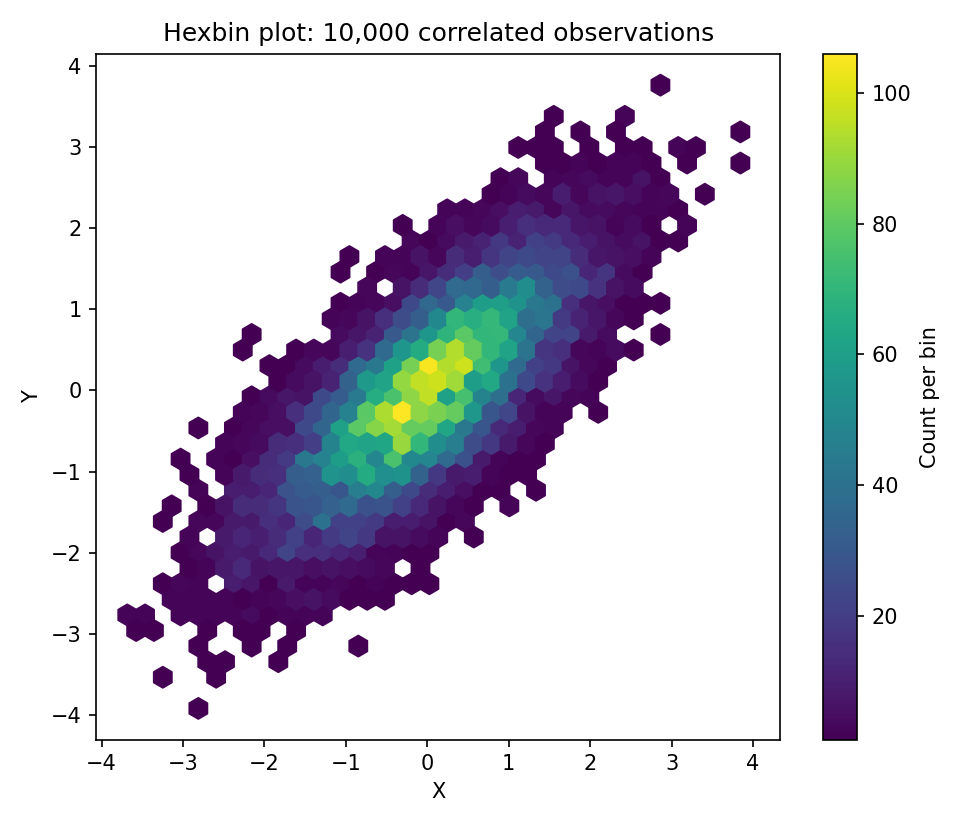 Hexbin plot: 10,000 correlated observations
4
3
2
1
0
−1
−2
−3
−4
Y
−4 −3 −2 −1 0 1 2 3 4
X
100
80
60
40
20
Count per bin